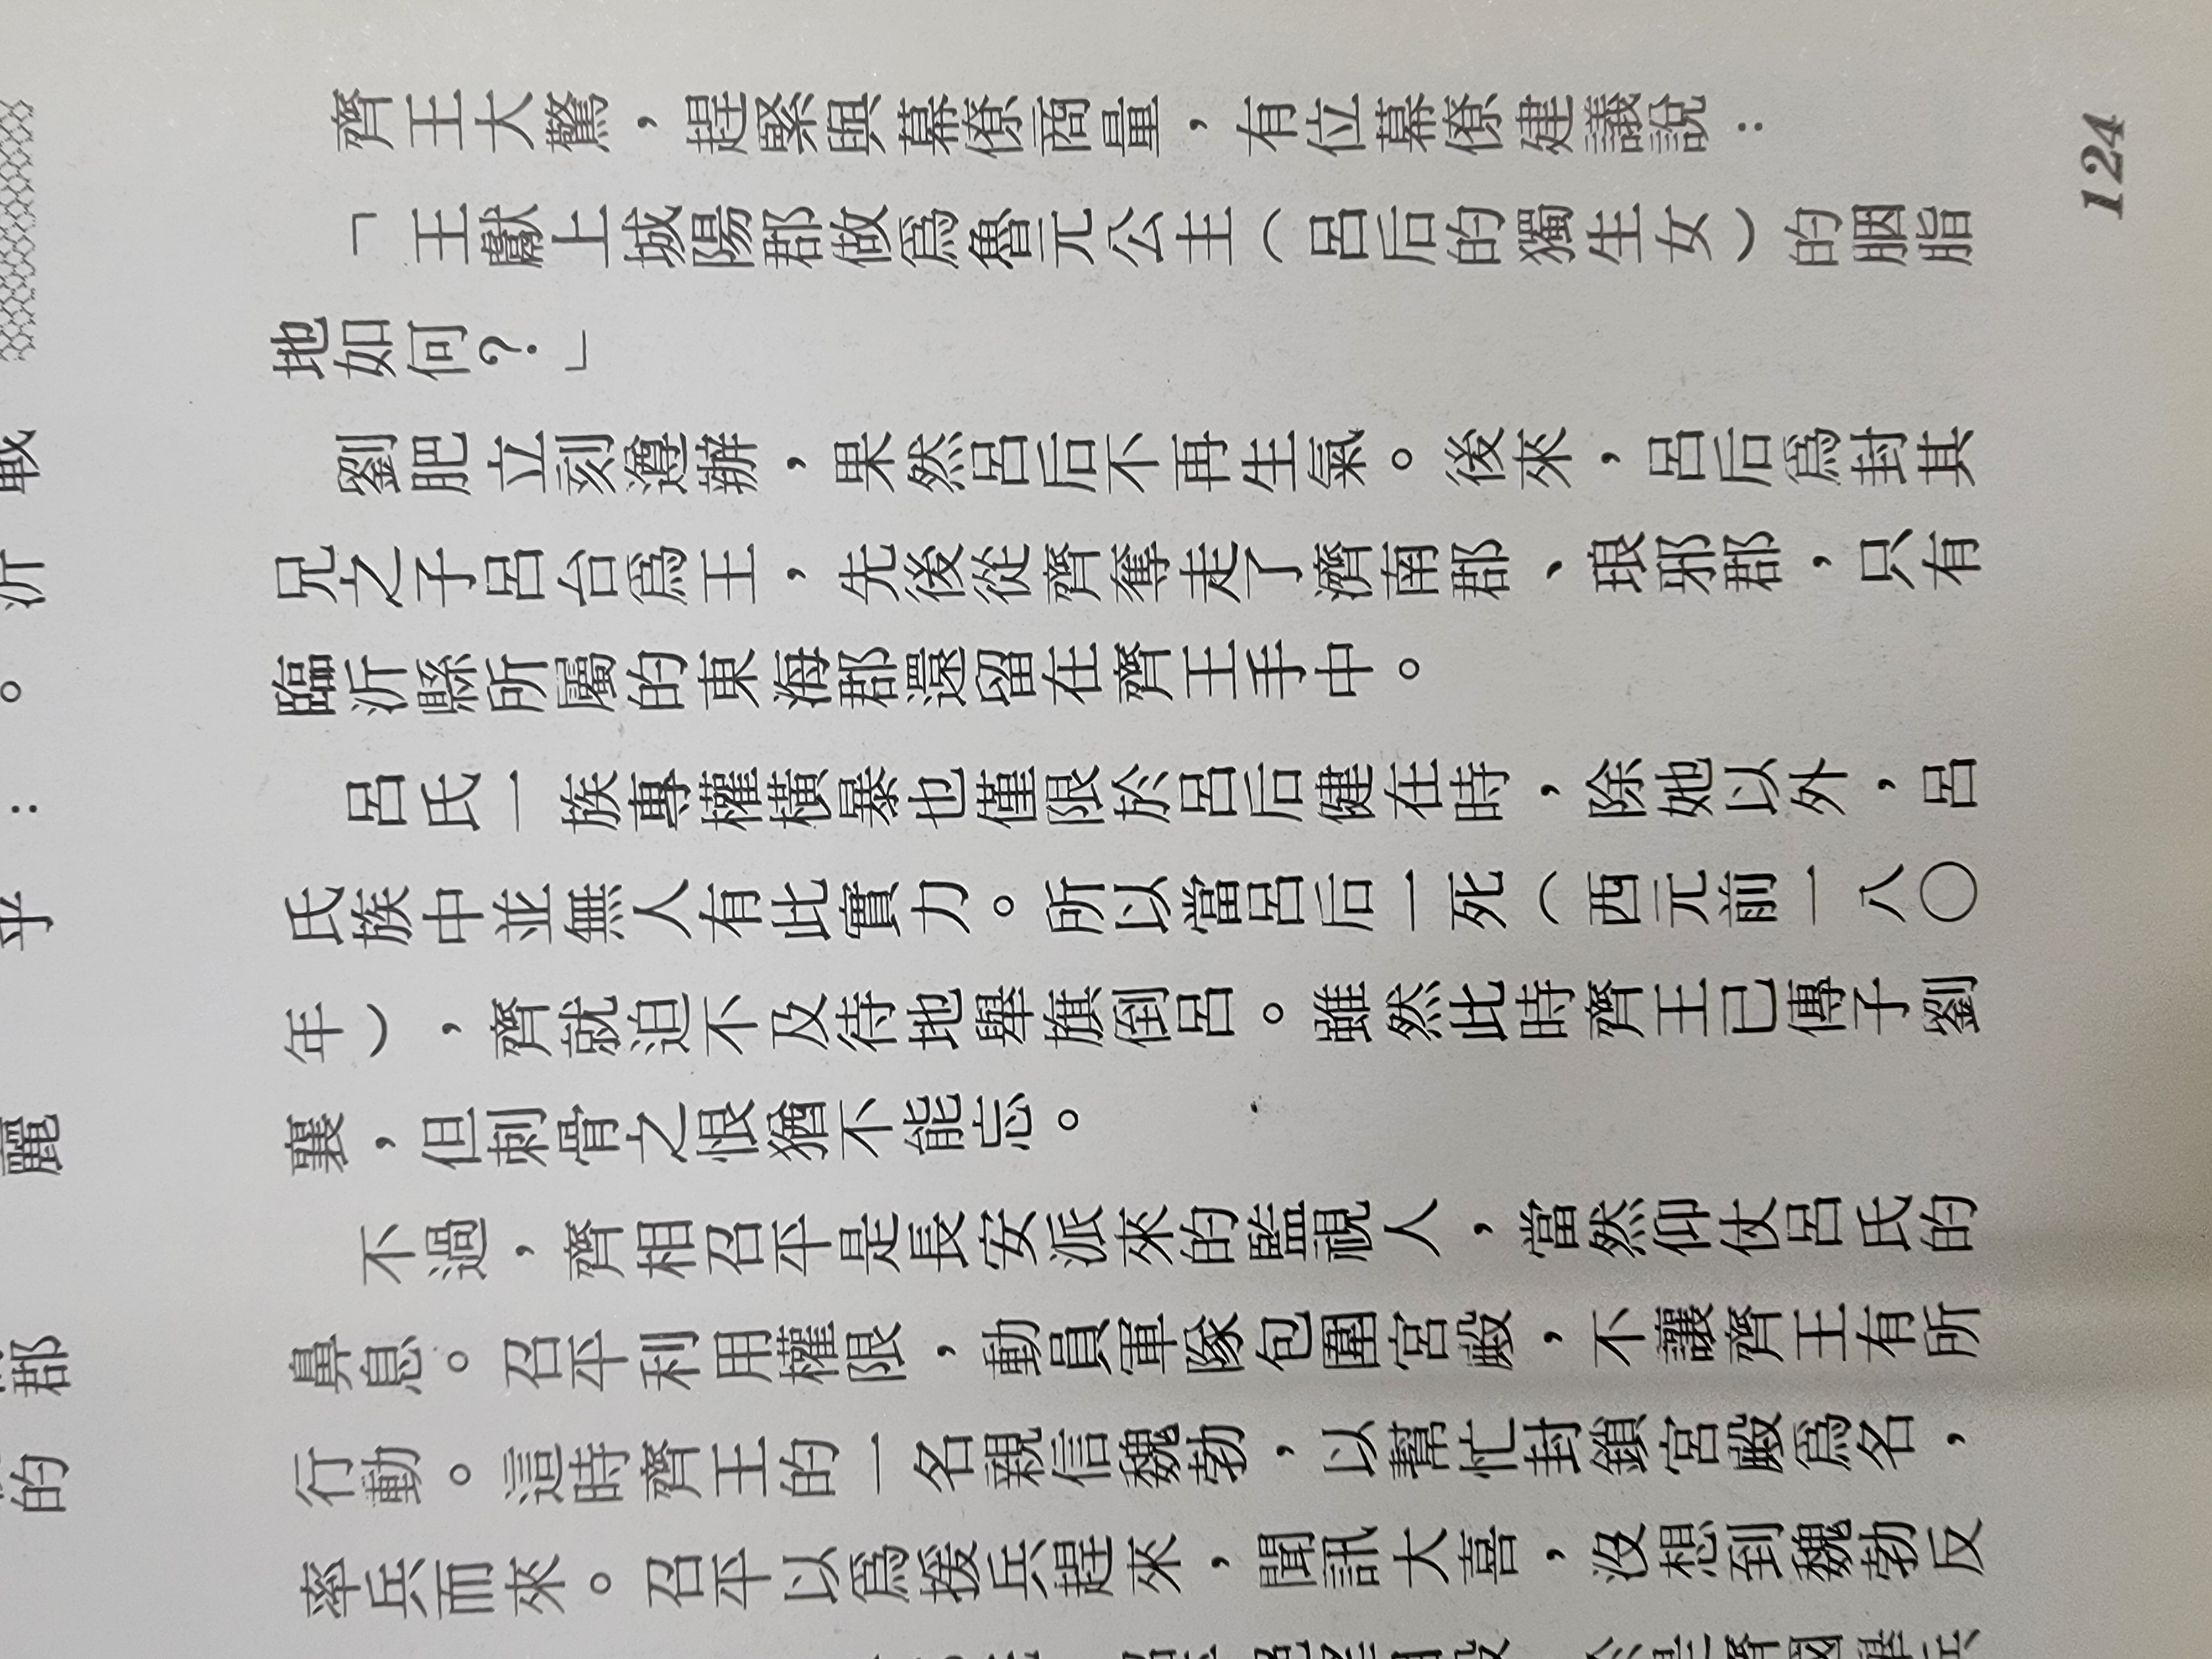 戰
沂
。
：
乎
麗
郡
的
齊王大驚，趕緊與幕僚商量，有位幕僚建議說：
「王獻上城陽郡做爲魯元公主（呂后的獨生女）的胭脂
地如何？」
劉肥立刻遵辦，果然呂后不再生氣。後來，呂后爲封其
兄之子呂台爲王，先後從齊奪走了濟南郡、琅邪郡，只有
臨沂縣所屬的東海郡還留在齊王手中。
呂氏一族專權橫暴也僅限於呂后健在時，除她以外，呂
氏族中並無人有此實力。所以當呂后一死（西元前一八〇
年），齊就迫不及待地舉旗倒呂。雖然此時齊王已傳子劉
襄，但刺骨之恨猶不能忘。
不過，齊相召平是長安派來的監視人，當然仰仗呂氏的
鼻息。召平利用權限，動員軍隊包圍宮殿，不讓齊王有所
行動。這時齊王的一名親信魏勃，以幫忙封鎖宮殿爲名，
率兵而來。召平以爲援兵趕來，聞訊大喜，沒想到魏勃反
124